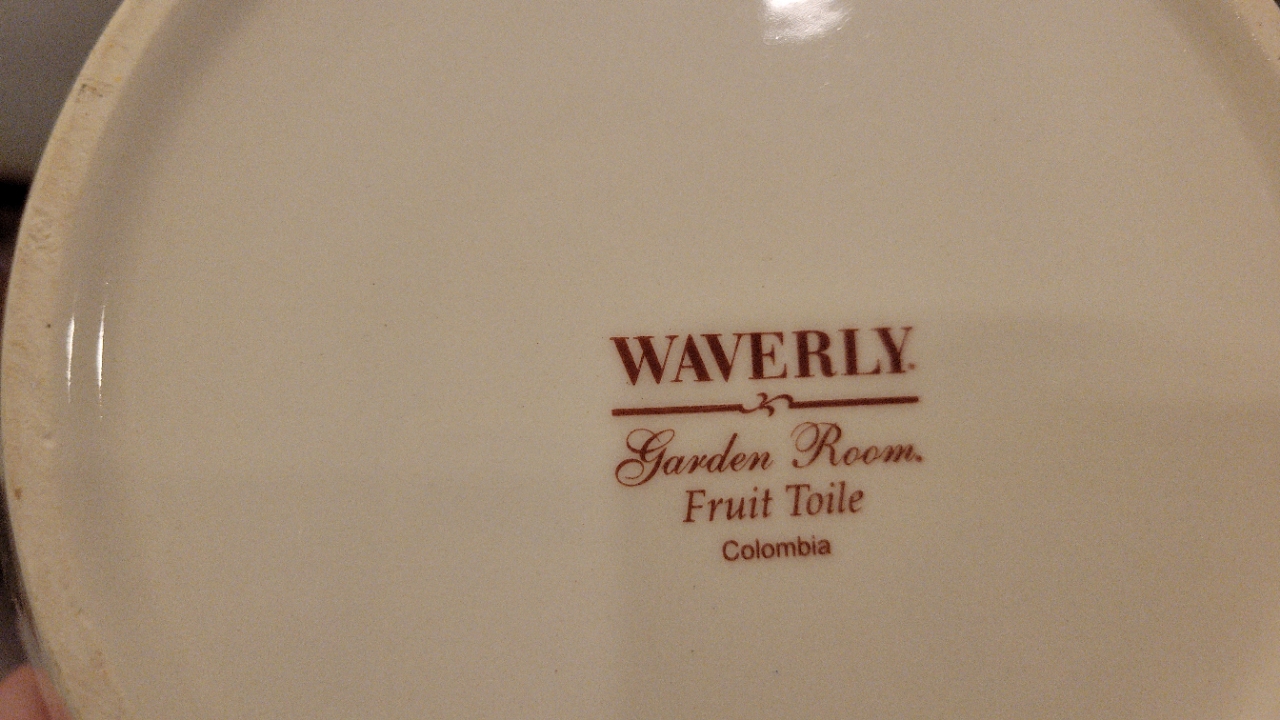 WAVERLY.
Garden Room.
Fruit Toile
Colombia